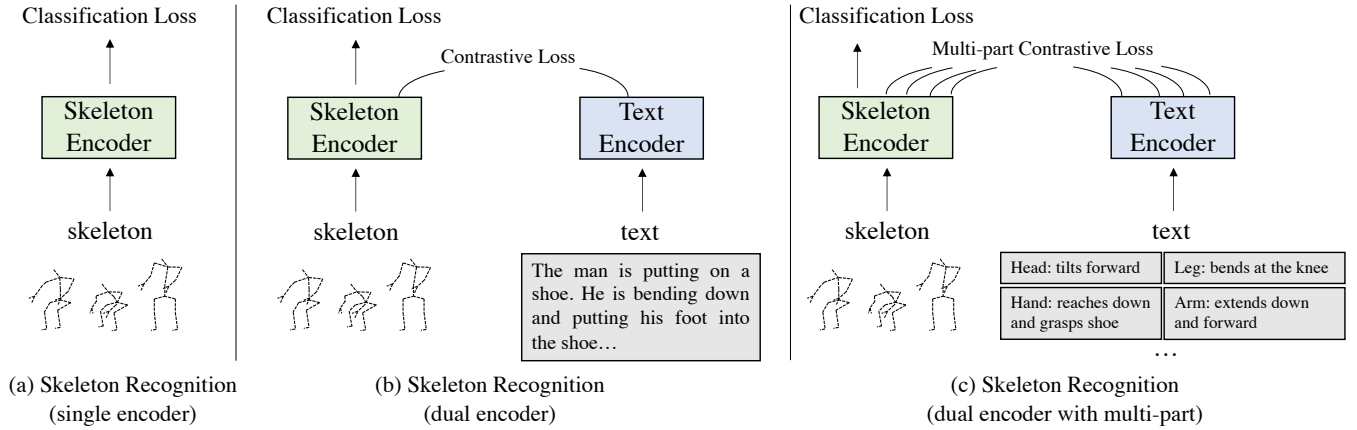 Classification Loss
Skeleton
Encoder
skeleton
(a) Skeleton Recognition
(single encoder)
Classification Loss
Contrastive Loss
Skeleton
Encoder
Text
Encoder
skeleton
text
The man is putting on a
shoe. He is bending down
and putting his foot into
the shoe…
(b) Skeleton Recognition
(dual encoder)
Classification Loss
Multi-part Contrastive Loss
Skeleton
Encoder
Text
Encoder
skeleton
text
Head: tilts forward
Leg: bends at the knee
Hand: reaches down
and grasps shoe
Arm: extends down
and forward
…
(c) Skeleton Recognition
(dual encoder with multi-part)